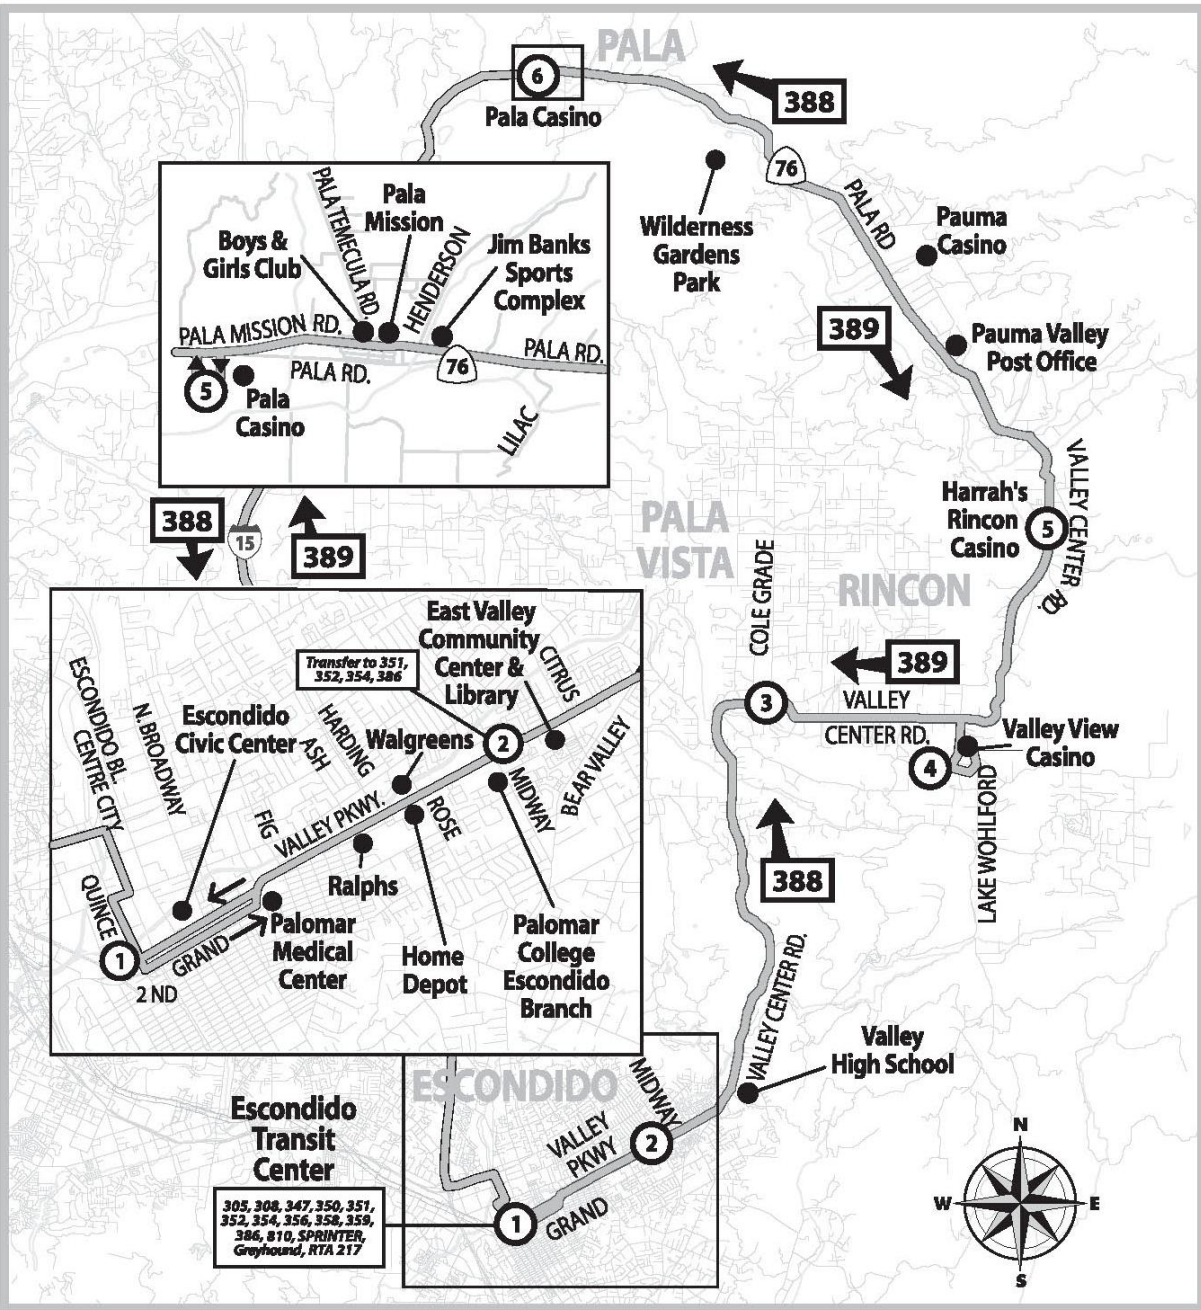 PALA
6
Pala Casino
388
76
PALA RD
Wilderness
Gardens
Park
Pauma
Casino
389
Pauma Valley
Post Office
PALA TEMECULA RD.
Pala
Mission
Boys &
Girls Club
HENDERSON
Jim Banks
Sports
Complex
PALA MISSION RD.
PALA RD.
76
PALA RD.
5
Pala
Casino
LILAC
388
15
389
PALA
VISTA
COLE GRADE
RINCON
Harrah's
Rincon
Casino
5
VALLEY CENTER RD.
389
3
VALLEY
CENTER RD.
4
Valley View
Casino
LAKE WOHLFORD
388
VALLEY CENTER RD.
Valley
High School
East Valley
Community
Center &
Library
CITRUS
Transfer to 351,
352, 354, 386
ESCONDIDO BL.
CENTRE CITY
N. BROADWAY
Escondido
Civic Center
ASH
HARDING
Walgreens
2
MIDWAY
BEAR VALLEY
FIG
VALLEY PKWY.
ROSE
Ralphs
QUINCE
1
GRAND
2 ND
Palomar
Medical
Center
Home
Depot
Palomar
College
Escondido
Branch
ESCONDIDO
MIDWAY
VALLEY
PKWY
2
1
GRAND
Escondido
Transit
Center
305, 308, 347, 350, 351,
352, 354, 356, 358, 359,
386, 810, SPRINTER,
Greyhound, RTA 217
N
W
E
S